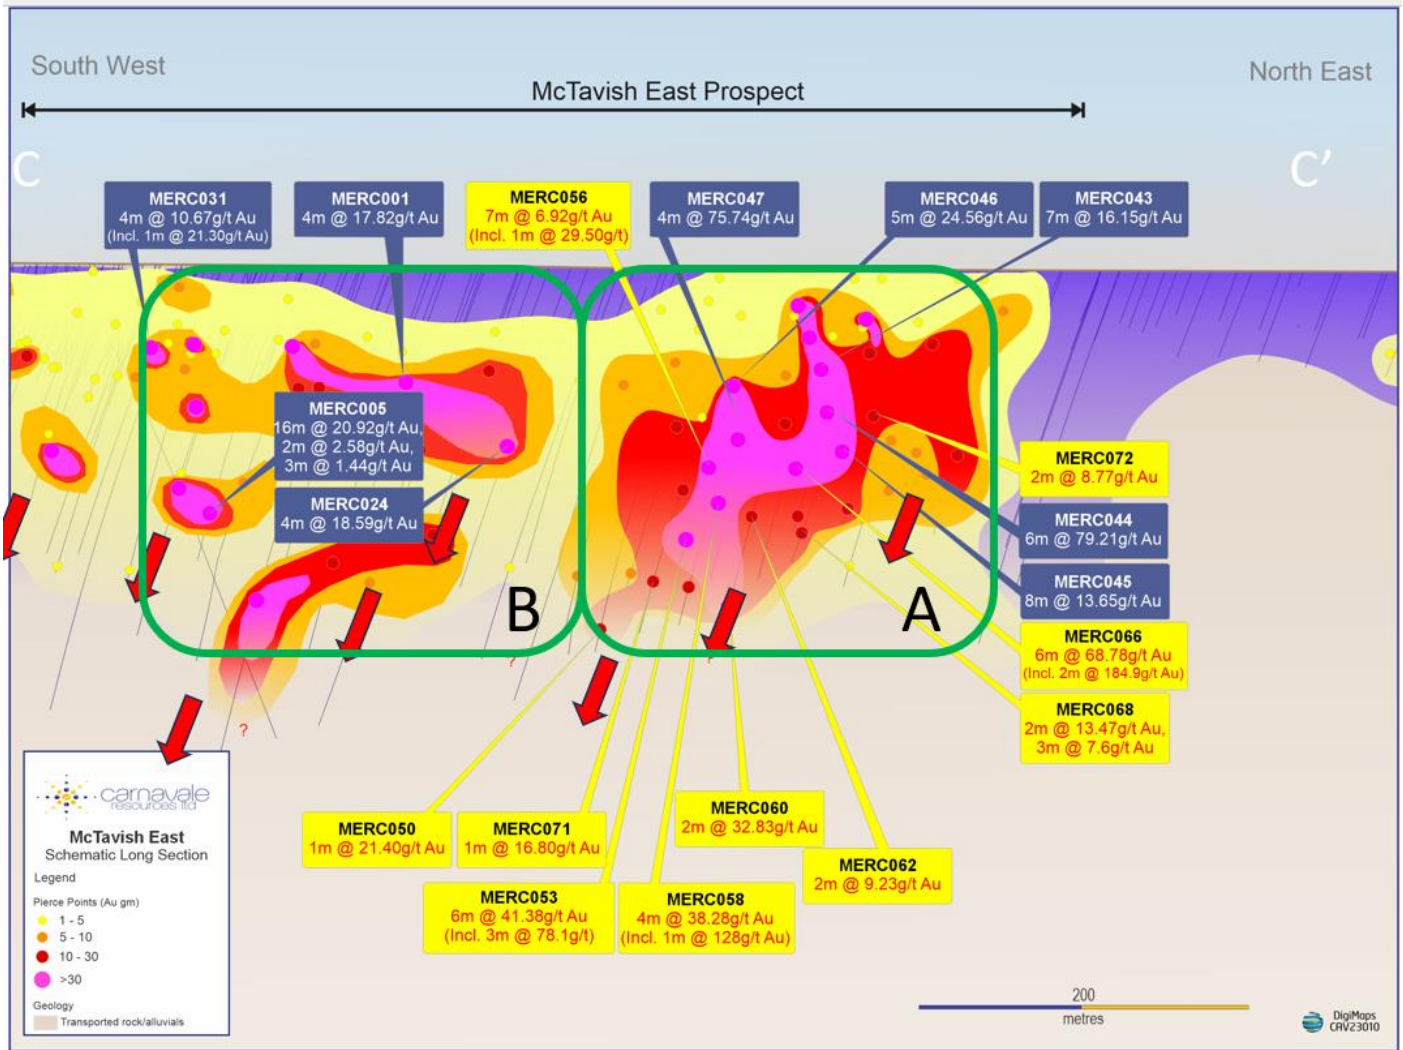 South West
North East
McTavish East Prospect
C
C'
MERC031
4m @ 10.67g/t Au
(Incl. 1m @ 21.30g/t Au)
MERC001
4m @ 17.82g/t Au
MERC056
7m @ 6.92g/t Au
(Incl. 1m @ 29.50g/t)
MERC047
4m @ 75.74g/t Au
MERC046
5m @ 24.56g/t Au
MERC043
7m @ 16.15g/t Au
MERC005
16m @ 20.92g/t Au,
2m @ 2.58g/t Au,
3m @ 1.44g/t Au
MERC024
4m @ 18.59g/t Au
MERC072
2m @ 8.77g/t Au
MERC044
6m @ 79.21g/t Au
MERC045
8m @ 13.65g/t Au
B
A
MERC066
6m @ 68.78g/t Au
(Incl. 2m @ 184.9g/t Au)
MERC068
2m @ 13.47g/t Au,
3m @ 7.6g/t Au
?
?
MERC050
1m @ 21.40g/t Au
MERC071
1m @ 16.80g/t Au
MERC060
2m @ 32.83g/t Au
MERC062
2m @ 9.23g/t Au
MERC053
6m @ 41.38g/t Au
(Incl. 3m @ 78.1g/t)
MERC058
4m @ 38.28g/t Au
(Incl. 1m @ 128g/t Au)
carnavale
resources ltd
McTavish East
Schematic Long Section
Legend
Pierce Points (Au gm)
1 - 5
5 - 10
10 - 30
>30
Geology
Transported rock/alluvials
200
metres
DigiMaps
CAV23010